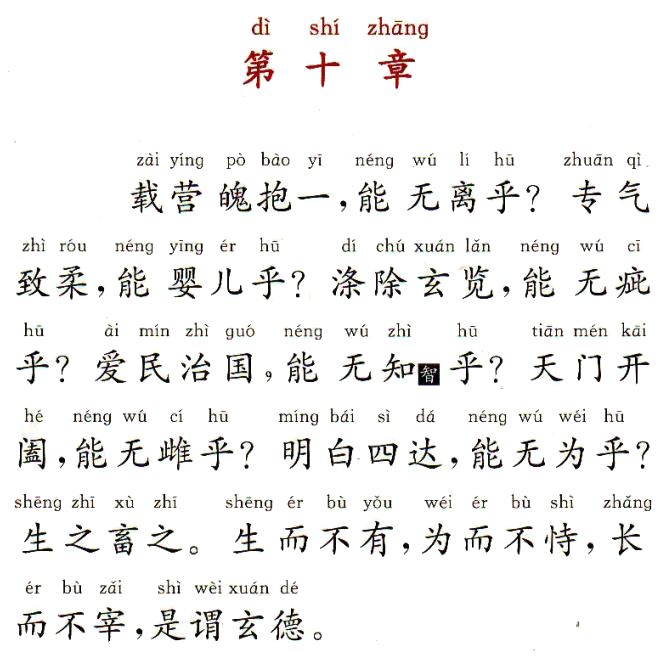 dì shí zhāng
第十章
zài yíng pò bào yī néng wú lí hū zhuān qì
载营魄抱一,能无离乎?专气
zhì róu néng yīng ér hū dí chú xuán lǎn néng wú cī
致柔,能婴儿乎?涤除玄览,能无疵
hū ài mín zhì guó néng wú zhì hū tiān mén kāi
乎?爱民治国,能无知智乎?天门开
hé néng wú cí hū míng bái sì dá néng wú wéi hū
阖,能无雌乎?明白四达,能无为乎?
shēng zhī xù zhī shēng ér bù yǒu wéi ér bù shì zhǎng
生之畜之。生而不有,为而不恃,长
ér bù zǎi shì wèi xuán dé
而不宰,是谓玄德。